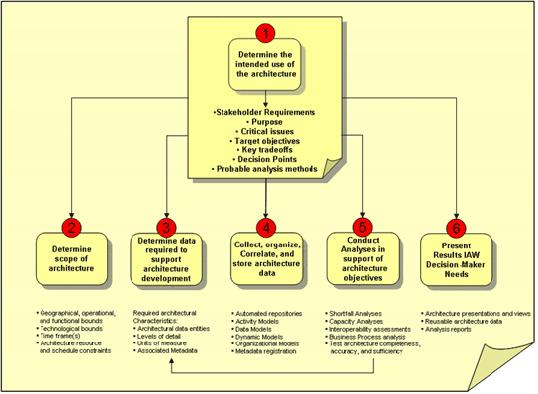 1
Determine the
intended use of
the architecture
•Stakeholder Requirements
•Purpose
•Critical issues
•Target objectives
•Key tradeoffs
•Decision Points
•Probable analysis methods
2
Determine
scope of
architecture
• Geographical, operational,
and functional bounds
• Technological bounds
• Time frame(s)
• Architecture resource
and schedule constraints
3
Determine data
required to
support
architecture
development
Required architectural
Characteristics:
• Architectural data entities
• Levels of detail
• Units of measure
• Associated Metadata
4
Collect, organize,
Correlate, and
store architecture
data
• Automated repositories
• Activity Models
• Data Models
• Dynamic Models
• Organizational Models
• Metadata registration
5
Conduct
Analyses in
support of
architecture
objectives
• Shortfall Analyses
• Capacity Analyses
• Interoperability assessments
• Business Process analysis
• Test architecture completeness,
accuracy, and sufficiency
6
Present
Results IAW
Decision-Maker
Needs
• Architecture presentations and views
• Reusable architecture data
• Analysis reports